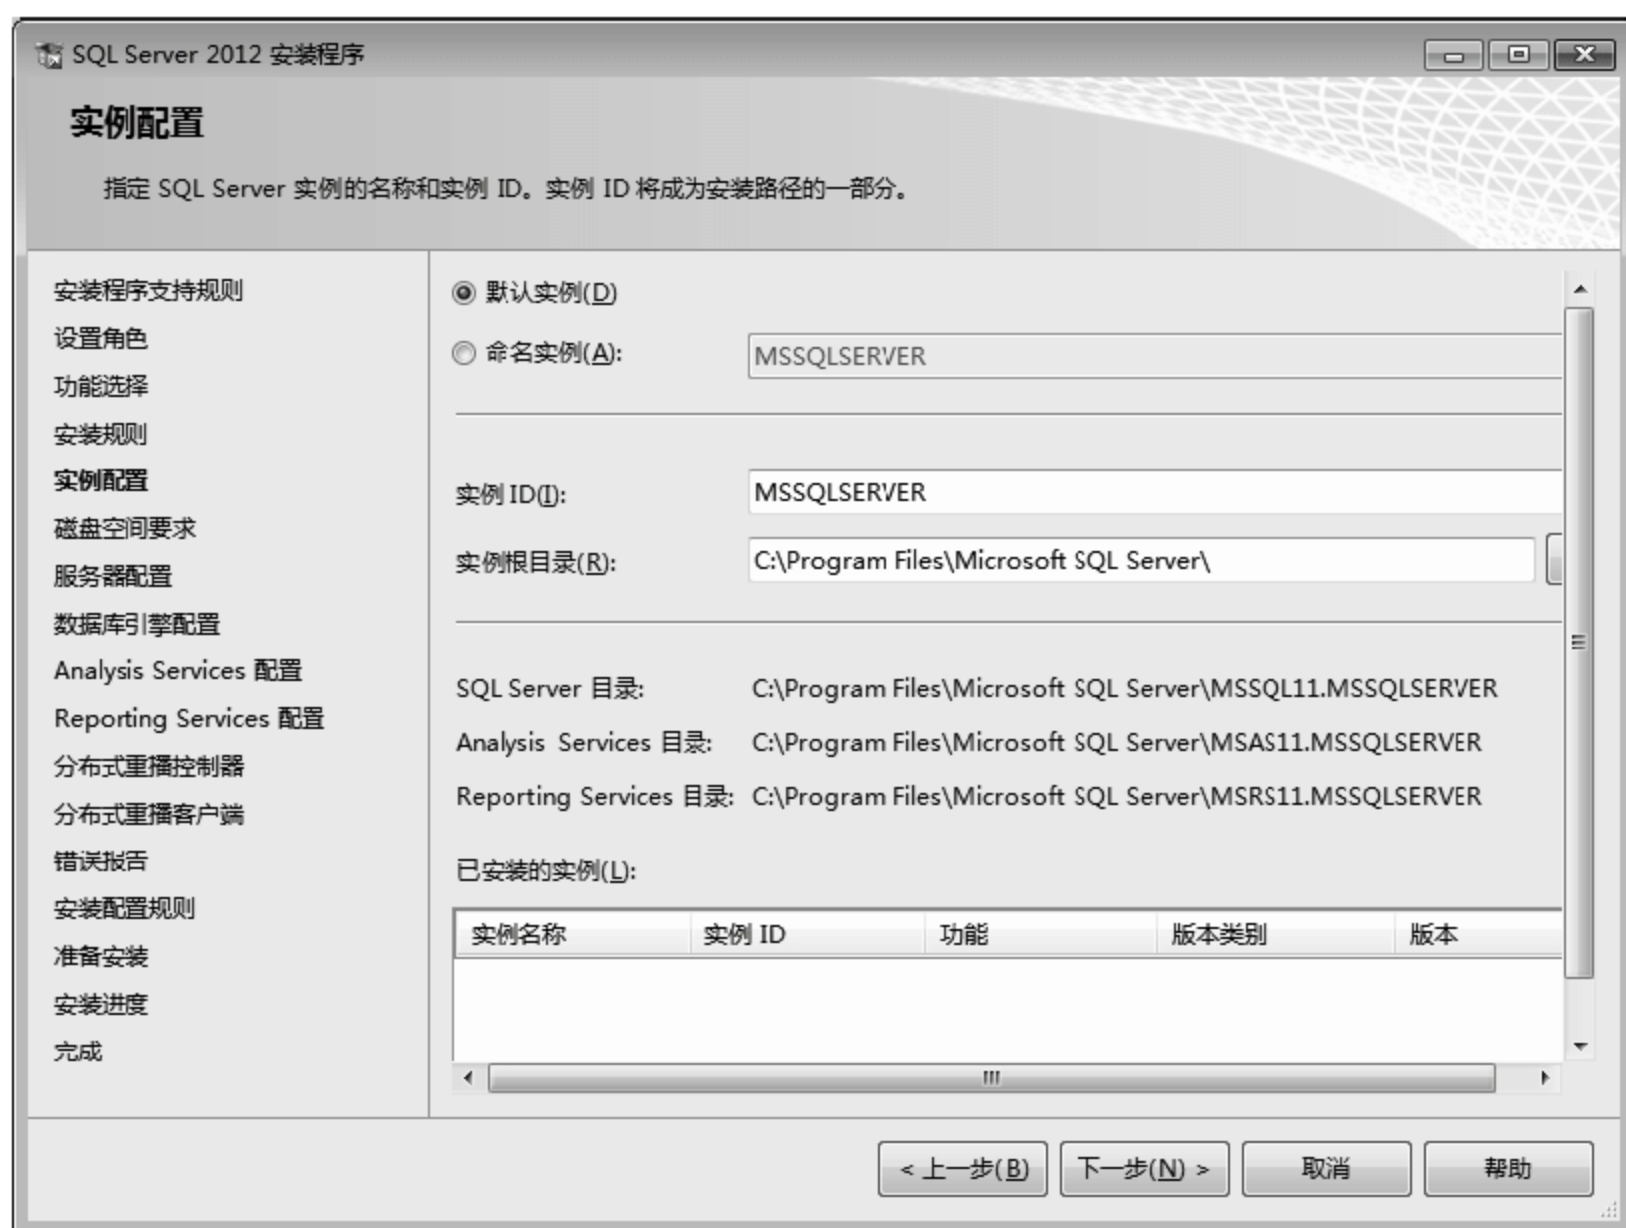 SQL Server 2012 安装程序
实例配置
指定 SQL Server 实例的名称和实例 ID。实例 ID 将成为安装路径的一部分。
安装程序支持规则
设置角色
功能选择
安装规则
实例配置
磁盘空间要求
服务器配置
数据库引擎配置
Analysis Services 配置
Reporting Services 配置
分布式重播控制器
分布式重播客户端
错误报告
安装配置规则
准备安装
安装进度
完成
默认实例(D)
命名实例(A): MSSQLSERVER
实例 ID(I): MSSQLSERVER
实例根目录(R): C:\Program Files\Microsoft SQL Server\
SQL Server 目录: C:\Program Files\Microsoft SQL Server\MSSQL11.MSSQLSERVER
Analysis Services 目录: C:\Program Files\Microsoft SQL Server\MSAS11.MSSQLSERVER
Reporting Services 目录: C:\Program Files\Microsoft SQL Server\MSRS11.MSSQLSERVER
已安装的实例(L):
实例名称 实例 ID 功能 版本类别 版本
< 上一步(B) 下一步(N) > 取消 帮助